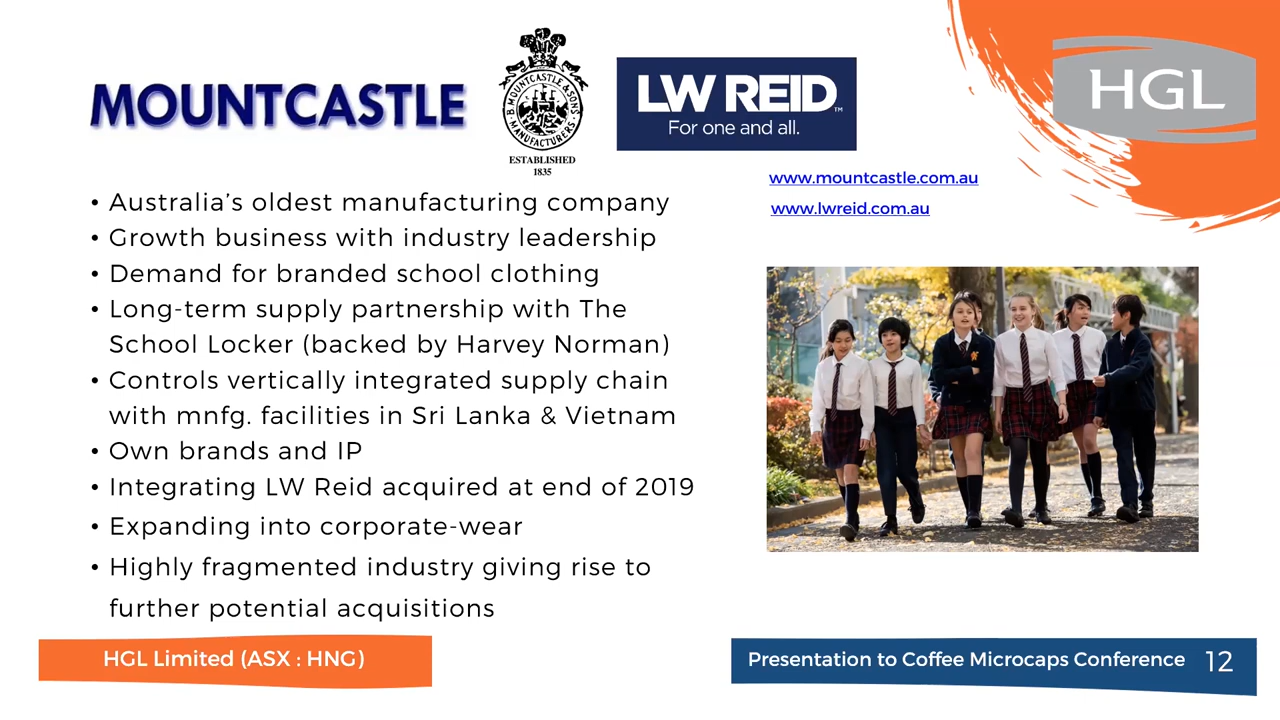 MOUNTCASTLE
B. MOUNTCASTLE & SONS
MANUFACTURERS
ESTABLISHED
1835
LW REID™
For one and all.
HGL
www.mountcastle.com.au
www.lwreid.com.au
• Australia’s oldest manufacturing company
• Growth business with industry leadership
• Demand for branded school clothing
• Long-term supply partnership with The
School Locker (backed by Harvey Norman)
• Controls vertically integrated supply chain
with mnfg. facilities in Sri Lanka & Vietnam
• Own brands and IP
• Integrating LW Reid acquired at end of 2019
• Expanding into corporate-wear
• Highly fragmented industry giving rise to
further potential acquisitions
HGL Limited (ASX : HNG)
Presentation to Coffee Microcaps Conference 12